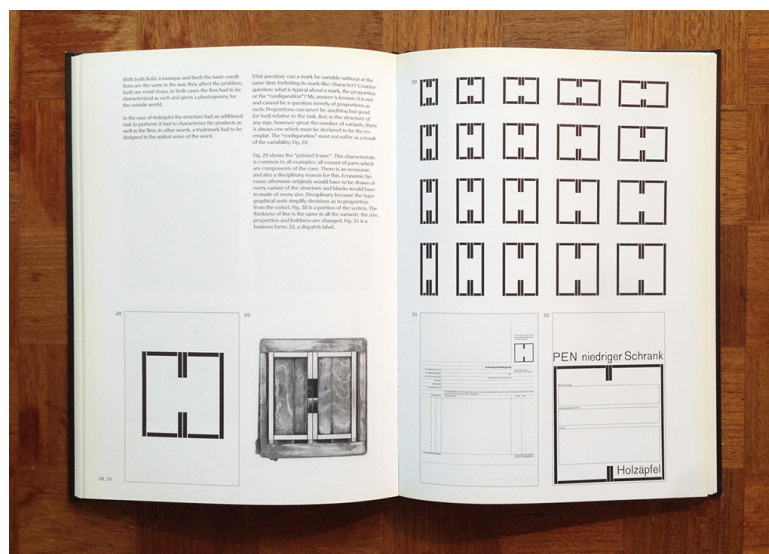 With both Boîte à musique and Bech the basic condi-
tions are the same in the way they affect the problem:
both are retail shops. In both cases the firm had to be
characterized as such and given a physiognomy for
the outside world.
In the case of Holzäpfel the structure had an additional
task to perform: it had to characterize the products as
well as the firm. In other words, a trademark had to be
designed in the widest sense of the word.
Vital question: can a mark be variable without at the
same time forfeiting its mark-like character? Counter-
question: what is typical about a mark, the proportion
or the "configuration"? My answer is known: it is not
and cannot be a question merely of proportions as
such. Proportions can never be anything but good
(or bad) relative to the task. But, in the structure of
any sign, however great the number of variants, there
is always one which must be declared to be the ex-
emplar. The "configuration" must not suffer as a result
of the variability; Fig. 28.
Fig. 29 shows the "printed frame". This characteristic
is common to all examples: all consist of parts which
are components of the case. There is an economic
and also a disciplinary reason for this. Economic be-
cause otherwise originals would have to be drawn of
every variant of the structure and blocks would have
to made of every size. Disciplinary because the typo-
graphical units simplify decisions as to proportion
from the outset. Fig. 30 is a portion of the system. The
thickness of line is the same in all the variants: the size,
proportion and boldness are changed. Fig. 31 is a
business form; 32, a dispatch label.
28
29
28, 31
30
31
32
PEN niedriger Schrank
Holzäpfel